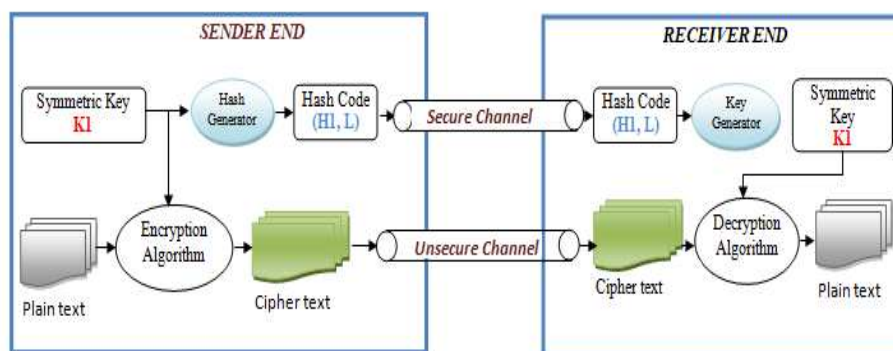 SENDER END
Symmetric Key
K1
Hash
Generator
Hash Code
(H1, L)
Secure Channel
Encryption
Algorithm
Plain text
Cipher text
Unsecure Channel
RECEIVER END
Hash Code
(H1, L)
Key
Generator
Symmetric
Key
K1
Decryption
Algorithm
Cipher text
Plain text